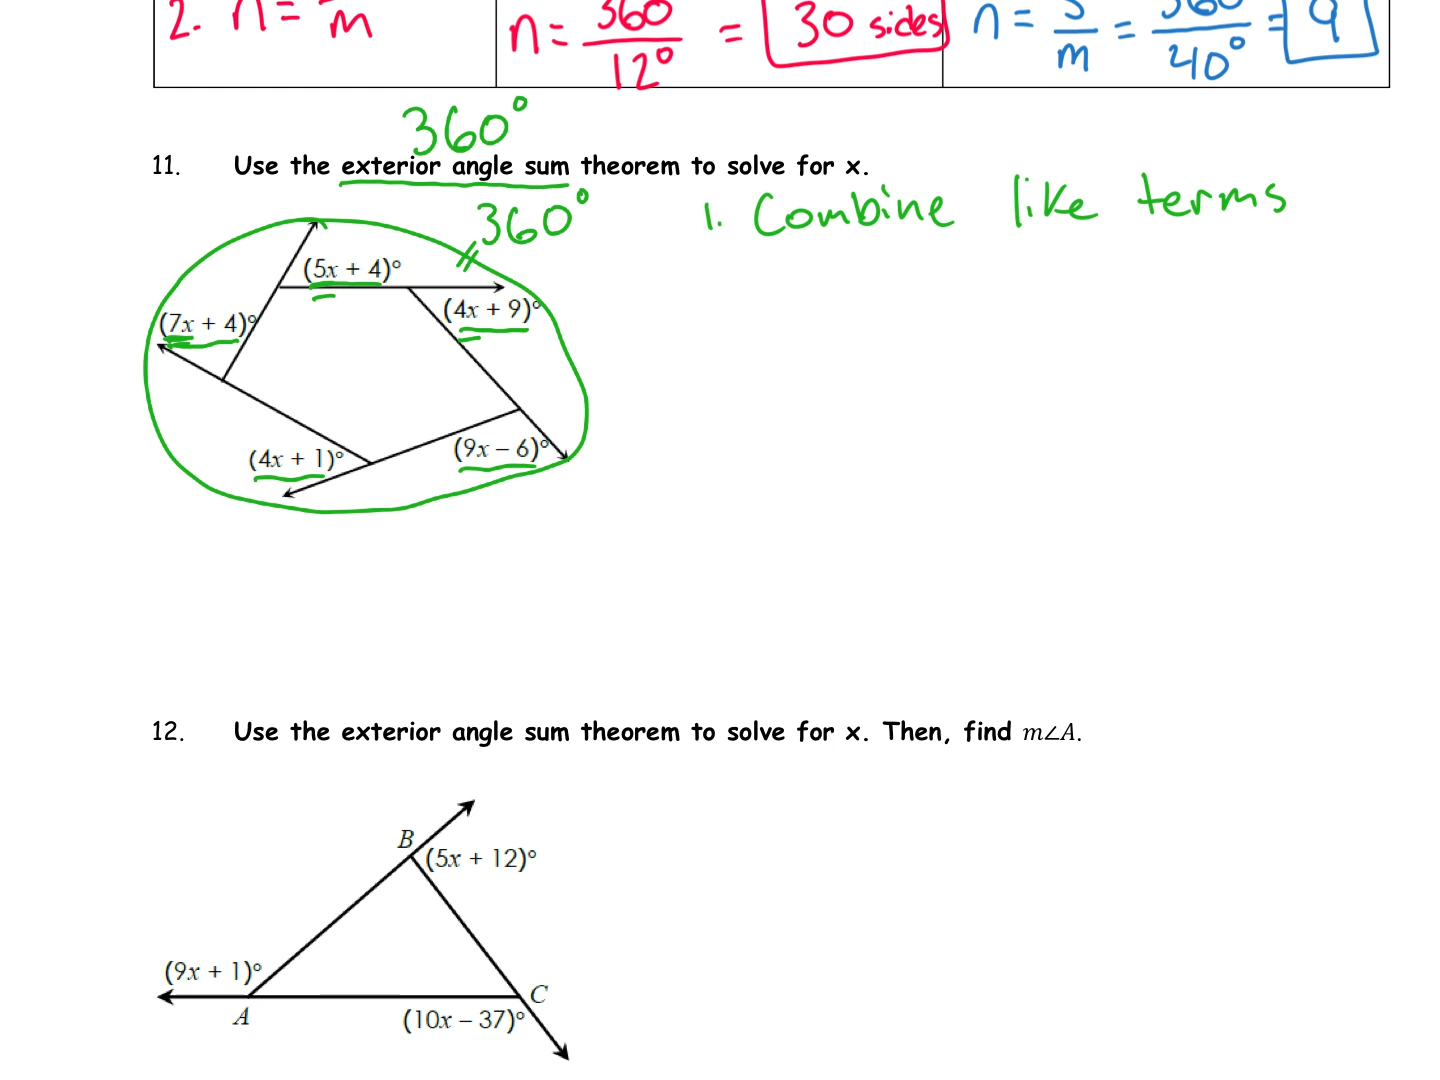 2. n = m
n = 360 / 12° = 30 sides
n = S / m = 360 / 40° = 9
360°
11. Use the exterior angle sum theorem to solve for x.
360°
1. Combine like terms
(5x + 4)°
(4x + 9)°
(7x + 4)°
(9x – 6)°
(4x + 1)°
12. Use the exterior angle sum theorem to solve for x. Then, find m∠A.
B
(5x + 12)°
(9x + 1)°
C
A
(10x – 37)°